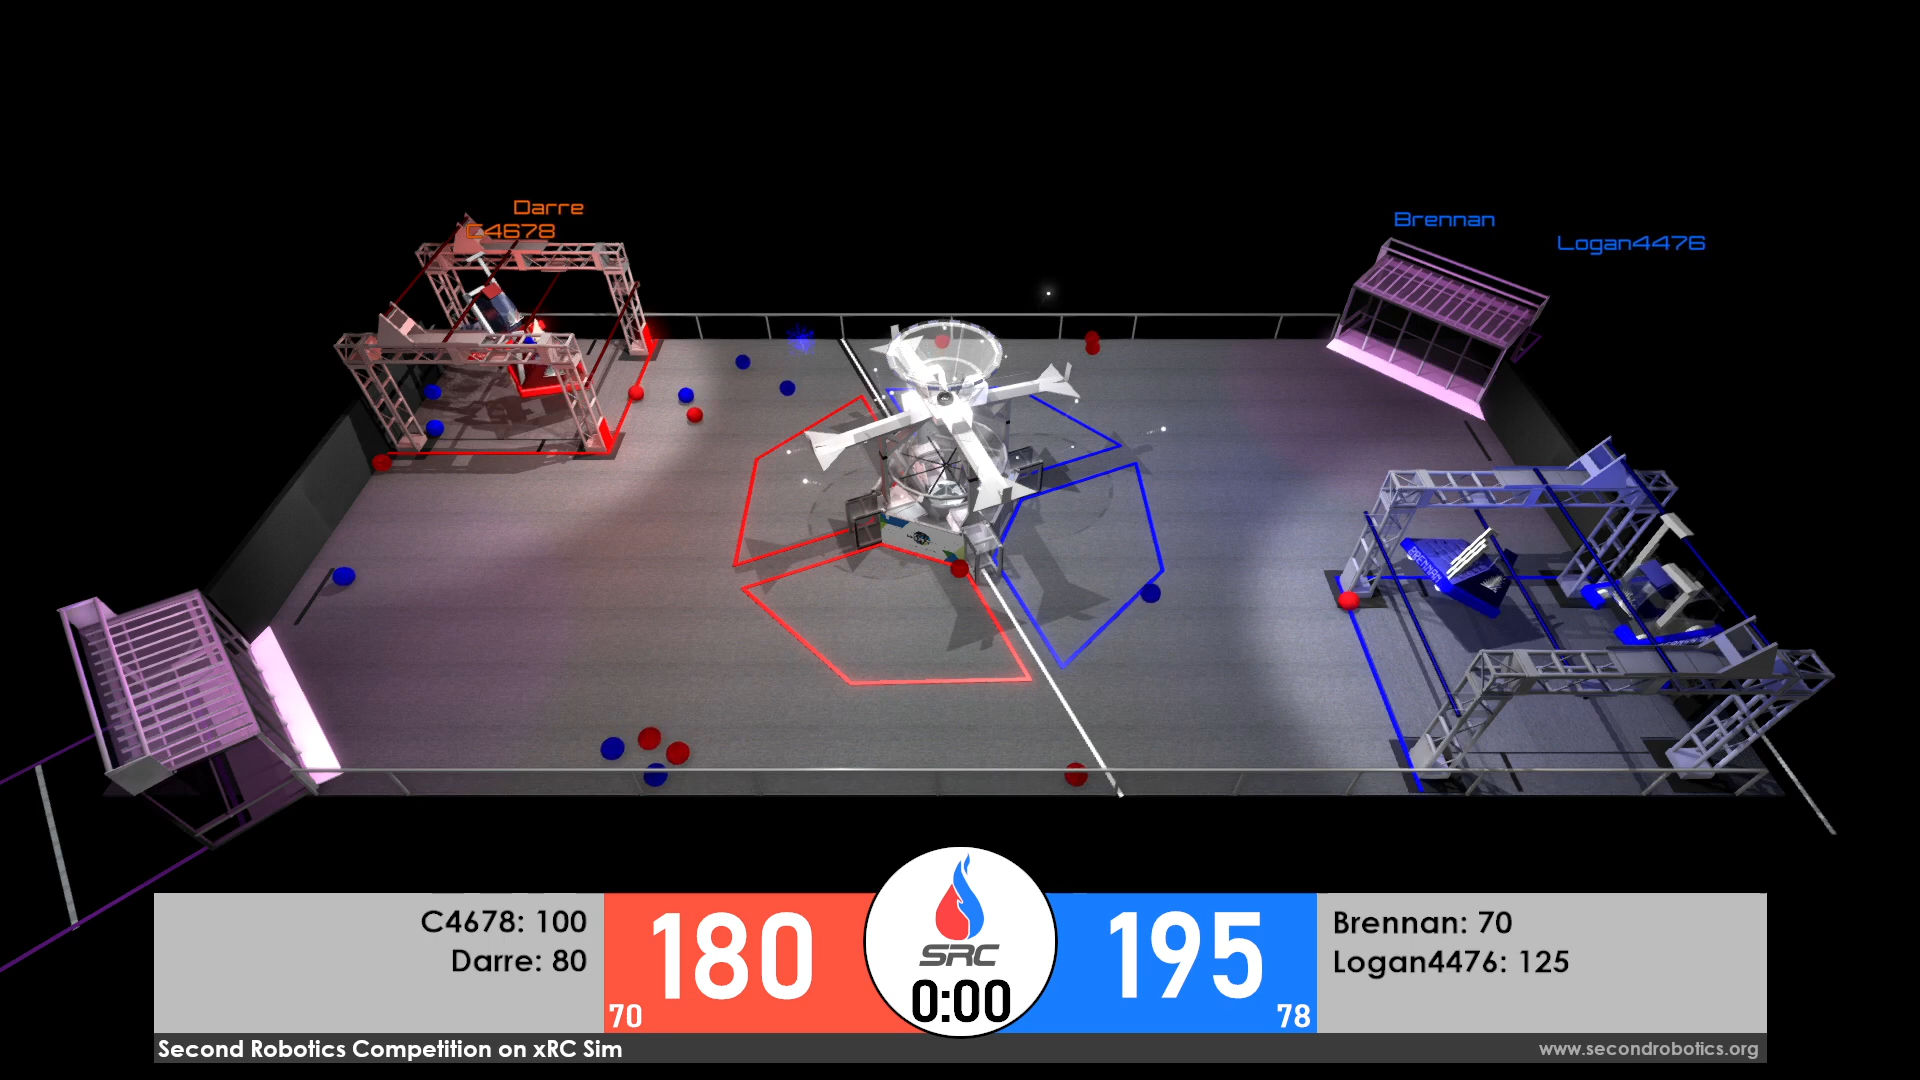 Darre
C4678
Brennan
Logan4476
BRENNAN
C4678: 100
Darre: 80
180
70
SRC
0:00
195
78
Brennan: 70
Logan4476: 125
Second Robotics Competition on xRC Sim
www.secondrobotics.org